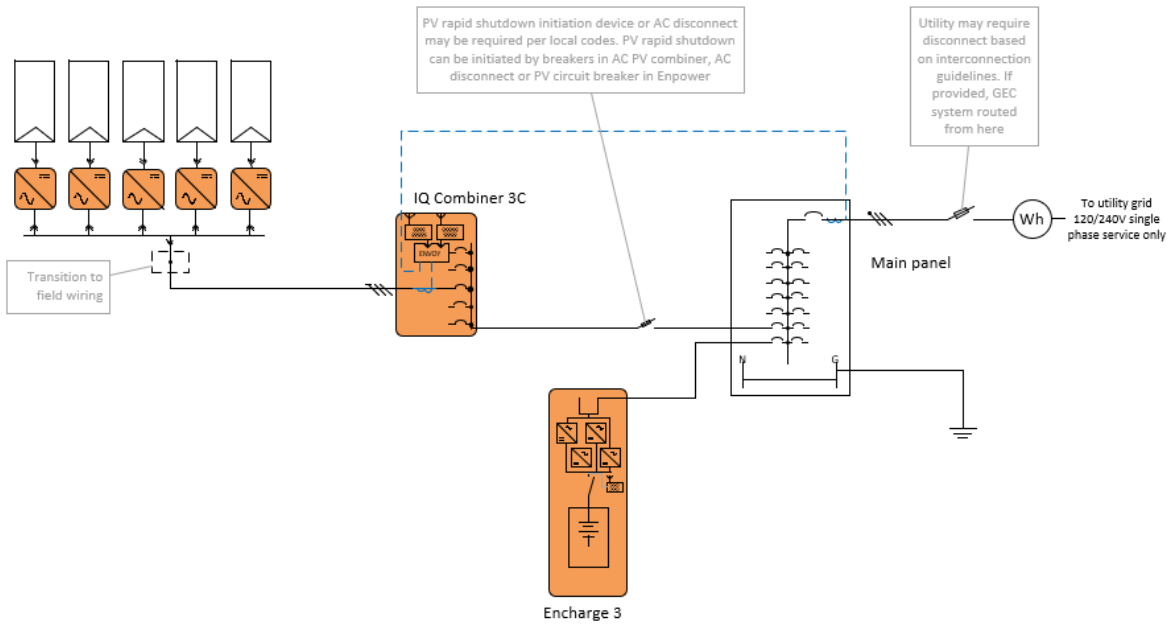 PV rapid shutdown initiation device or AC disconnect
may be required per local codes. PV rapid shutdown
can be initiated by breakers in AC PV combiner, AC
disconnect or PV circuit breaker in Enpower
Utility may require
disconnect based
on interconnection
guidelines. If
provided, GEC
system routed
from here
IQ Combiner 3C
ENVOY
Transition to
field wiring
Main panel
N
G
Wh
To utility grid
120/240V single
phase service only
Encharge 3